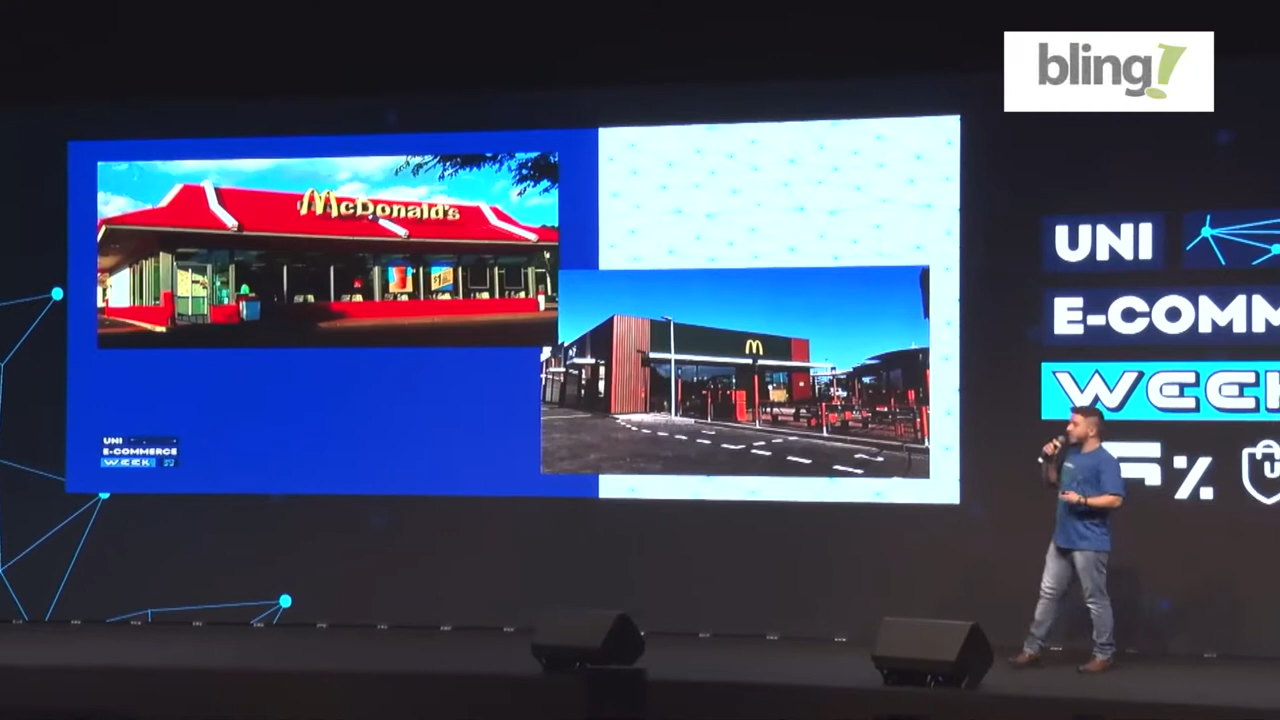 bling!
McDonald's
UNI
E-COMM
WEEK
UNI
E-COMMERCE
WEEK